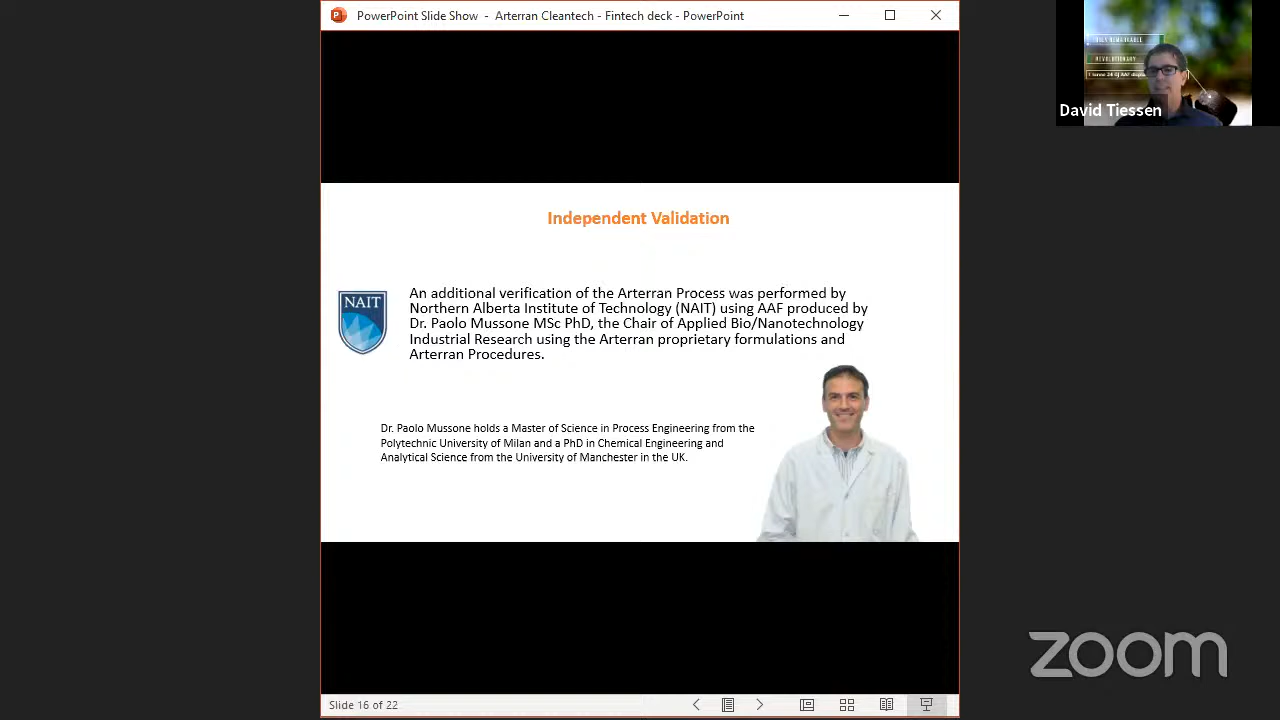 PowerPoint Slide Show - Arterran Cleantech - Fintech deck - PowerPoint
REVOLUTIONARY
David Tiessen
Independent Validation
NAIT
An additional verification of the Arterran Process was performed by
Northern Alberta Institute of Technology (NAIT) using AAF produced by
Dr. Paolo Mussone MSc PhD, the Chair of Applied Bio/Nanotechnology
Industrial Research using the Arterran proprietary formulations and
Arterran Procedures.
Dr. Paolo Mussone holds a Master of Science in Process Engineering from the
Polytechnic University of Milan and a PhD in Chemical Engineering and
Analytical Science from the University of Manchester in the UK.
zoom
Slide 16 of 22